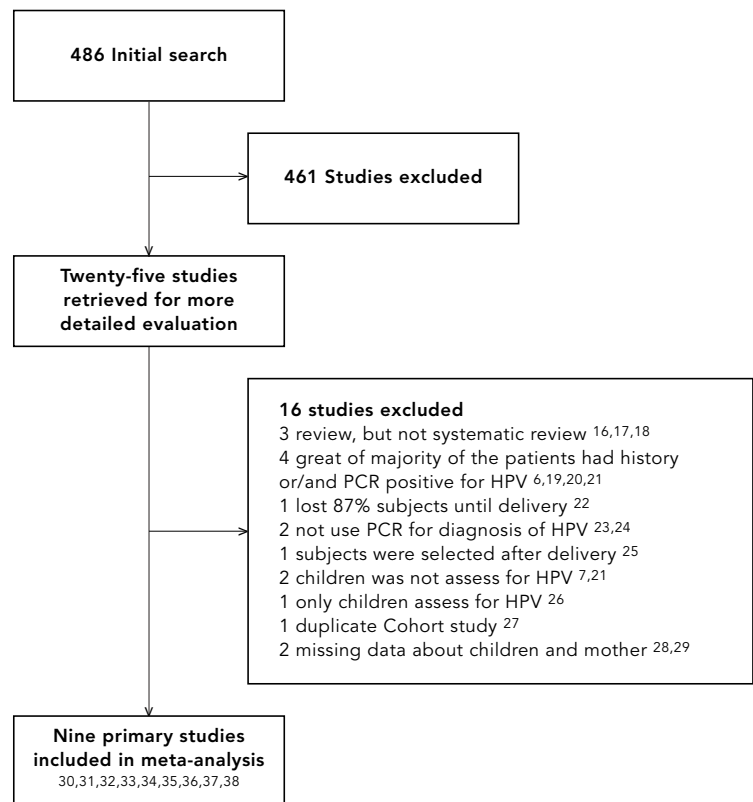 486 Initial search
461 Studies excluded
Twenty-five studies
retrieved for more
detailed evaluation
16 studies excluded
3 review, but not systematic review 16,17,18
4 great of majority of the patients had history
or/and PCR positive for HPV 6,19,20,21
1 lost 87% subjects until delivery 22
2 not use PCR for diagnosis of HPV 23,24
1 subjects were selected after delivery 25
2 children was not assess for HPV 7,21
1 only children assess for HPV 26
1 duplicate Cohort study 27
2 missing data about children and mother 28,29
Nine primary studies
included in meta-analysis
30,31,32,33,34,35,36,37,38